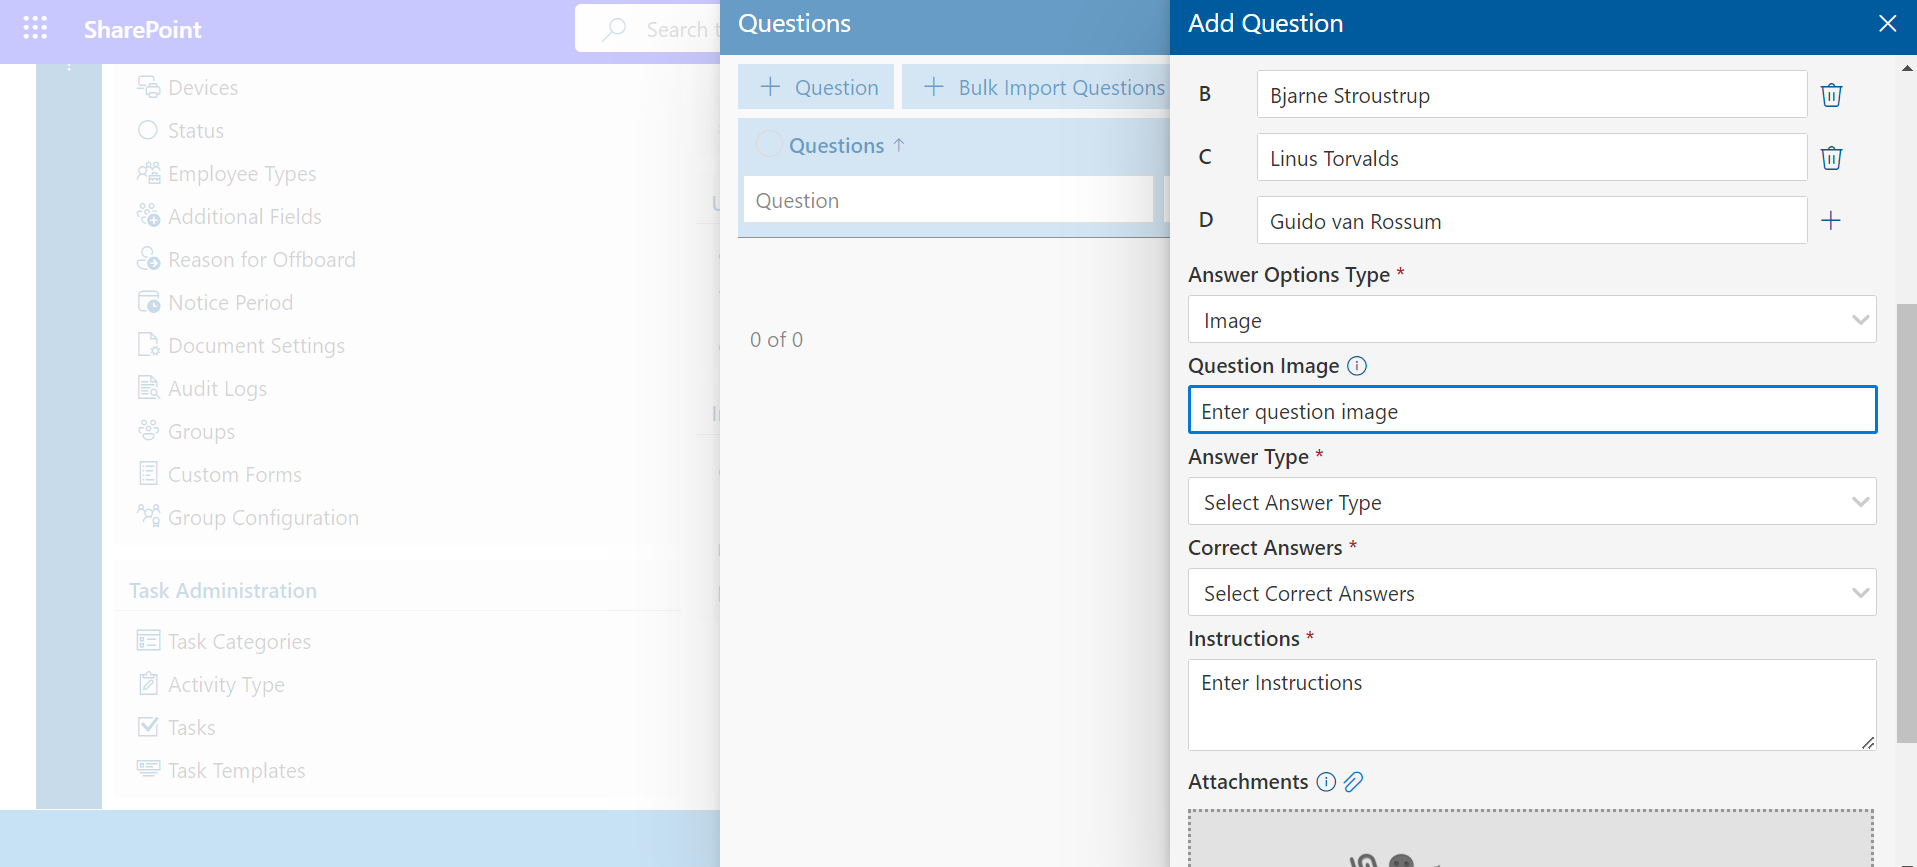 SharePoint
Search t
Devices
Status
Employee Types
Additional Fields
Reason for Offboard
Notice Period
Document Settings
Audit Logs
Groups
Custom Forms
Group Configuration
Task Administration
Task Categories
Activity Type
Tasks
Task Templates
Questions
Question
Bulk Import Questions
Questions
Question
0 of 0
Add Question
B
Bjarne Stroustrup
C
Linus Torvalds
D
Guido van Rossum
Answer Options Type *
Image
Question Image
Enter question image
Answer Type *
Select Answer Type
Correct Answers *
Select Correct Answers
Instructions *
Enter Instructions
Attachments